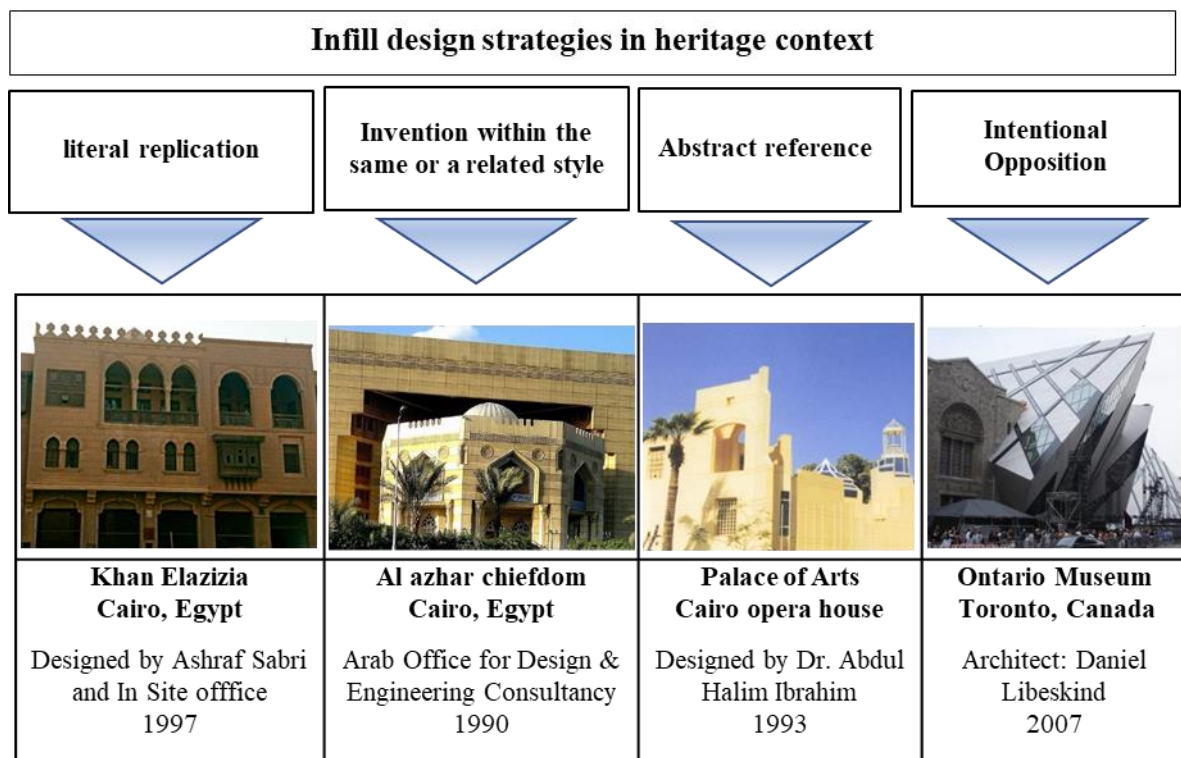 Infill design strategies in heritage context
literal replication
Invention within the
same or a related style
Abstract reference
Intentional
Opposition
Khan Elazizia
Cairo, Egypt
Designed by Ashraf Sabri
and In Site offfice
1997
Al azhar chiefdom
Cairo, Egypt
Arab Office for Design &
Engineering Consultancy
1990
Palace of Arts
Cairo opera house
Designed by Dr. Abdul
Halim Ibrahim
1993
Ontario Museum
Toronto, Canada
Architect: Daniel
Libeskind
2007